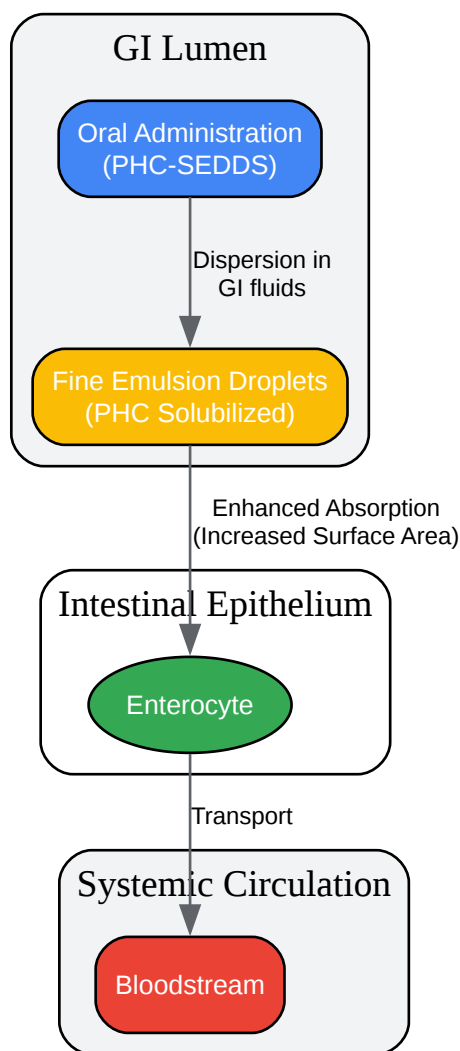 GI Lumen
Oral Administration
(PHC-SEDDS)
Dispersion in
GI fluids
Fine Emulsion Droplets
(PHC Solubilized)
Enhanced Absorption
(Increased Surface Area)
Intestinal Epithelium
Enterocyte
Transport
Systemic Circulation
Bloodstream